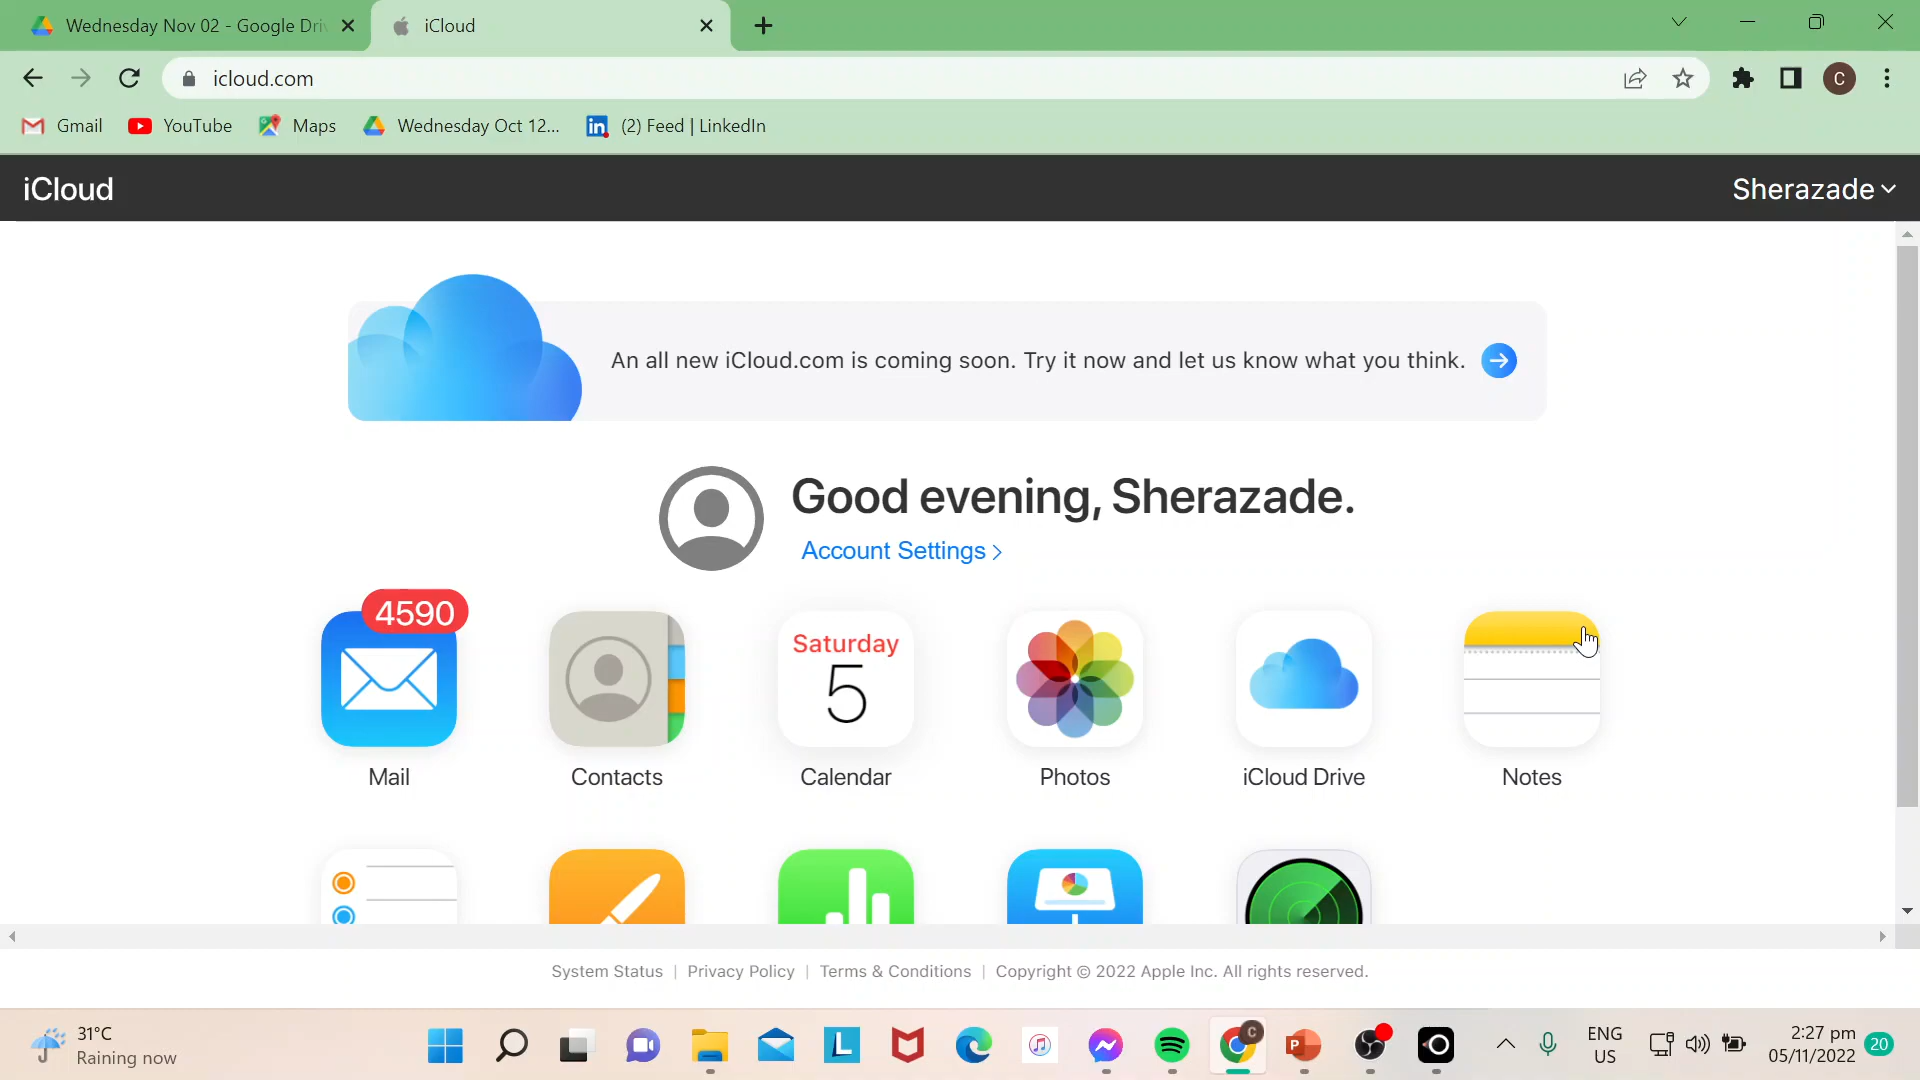 Wednesday Nov 02 - Google Dri
iCloud
icloud.com
C
Gmail
YouTube
Maps
Wednesday Oct 12...
(2) Feed | LinkedIn
iCloud
Sherazade
An all new iCloud.com is coming soon. Try it now and let us know what you think.
Good evening, Sherazade.
Account Settings >
4590
Saturday
5
Mail
Contacts
Calendar
Photos
iCloud Drive
Notes
System Status | Privacy Policy | Terms & Conditions | Copyright © 2022 Apple Inc. All rights reserved.
31°C
Raining now
ENG
US
2:27 pm
05/11/2022
20